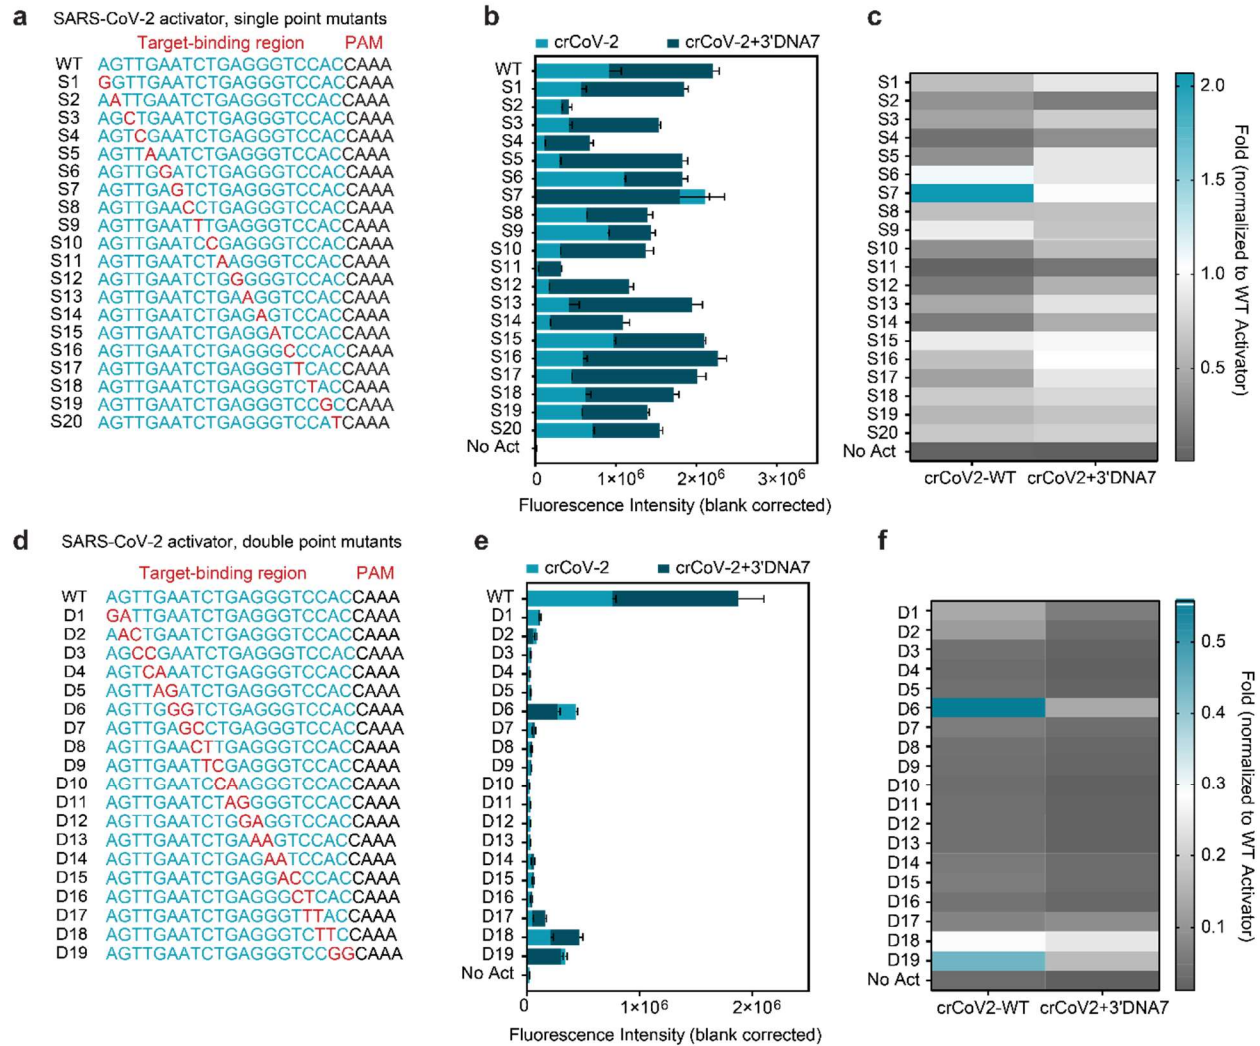 a SARS-CoV-2 activator, single point mutants
Target-binding region PAM
WT AGTTGAATCTGAGGGTCCACCAAA
S1 GGTTGAATCTGAGGGTCCACCAAA
S2 AATTGAATCTGAGGGTCCACCAAA
S3 AGCTGAATCTGAGGGTCCACCAAA
S4 AGTCGAATCTGAGGGTCCACCAAA
S5 AGTTAAATCTGAGGGTCCACCAAA
S6 AGTTGGATCTGAGGGTCCACCAAA
S7 AGTTGAGTCTGAGGGTCCACCAAA
S8 AGTTGAACCTGAGGGTCCACCAAA
S9 AGTTGAATTTGAGGGTCCACCAAA
S10 AGTTGAATCCGAGGGTCCACCAAA
S11 AGTTGAATCTAAGGGTCCACCAAA
S12 AGTTGAATCTGGGGGTCCACCAAA
S13 AGTTGAATCTGAAGGTCCACCAAA
S14 AGTTGAATCTGAGAGTCCACCAAA
S15 AGTTGAATCTGAGGATCCACCAAA
S16 AGTTGAATCTGAGGGCCCACCAAA
S17 AGTTGAATCTGAGGGTTCACCAAA
S18 AGTTGAATCTGAGGGTCTACCAAA
S19 AGTTGAATCTGAGGGTCCGCCAAA
S20 AGTTGAATCTGAGGGTCCATCAAA
b
crCoV-2 crCoV-2+3'DNA7
WT
S1
S2
S3
S4
S5
S6
S7
S8
S9
S10
S11
S12
S13
S14
S15
S16
S17
S18
S19
S20
No Act
0 1×10⁶ 2×10⁶ 3×10⁶
Fluorescence Intensity (blank corrected)
c
S1
S2
S3
S4
S5
S6
S7
S8
S9
S10
S11
S12
S13
S14
S15
S16
S17
S18
S19
S20
No Act
crCoV2-WT crCoV2+3'DNA7
2.0
1.5
1.0
0.5
Fold (normalized to WT Activator)
d SARS-CoV-2 activator, double point mutants
Target-binding region PAM
WT AGTTGAATCTGAGGGTCCACCAAA
D1 GATTGAATCTGAGGGTCCACCAAA
D2 AACTGAATCTGAGGGTCCACCAAA
D3 AGCCGAATCTGAGGGTCCACCAAA
D4 AGTCAAATCTGAGGGTCCACCAAA
D5 AGTTAGATCTGAGGGTCCACCAAA
D6 AGTTGGGTCTGAGGGTCCACCAAA
D7 AGTTGAGCCTGAGGGTCCACCAAA
D8 AGTTGAACTTGAGGGTCCACCAAA
D9 AGTTGAATTCGAGGGTCCACCAAA
D10 AGTTGAATCCAAGGGTCCACCAAA
D11 AGTTGAATCTAGGGGTCCACCAAA
D12 AGTTGAATCTGGAGGTCCACCAAA
D13 AGTTGAATCTGAAAGTCCACCAAA
D14 AGTTGAATCTGAGAATCCACCAAA
D15 AGTTGAATCTGAGGACCCACCAAA
D16 AGTTGAATCTGAGGGCTCACCAAA
D17 AGTTGAATCTGAGGGTTTACCAAA
D18 AGTTGAATCTGAGGGTCTTCCAAA
D19 AGTTGAATCTGAGGGTCCGGCAAA
e
crCoV-2 crCoV-2+3'DNA7
WT
D1
D2
D3
D4
D5
D6
D7
D8
D9
D10
D11
D12
D13
D14
D15
D16
D17
D18
D19
No Act
0 1×10⁶ 2×10⁶
Fluorescence Intensity (blank corrected)
f
D1
D2
D3
D4
D5
D6
D7
D8
D9
D10
D11
D12
D13
D14
D15
D16
D17
D18
D19
No Act
crCoV2-WT crCoV2+3'DNA7
0.5
0.4
0.3
0.2
0.1
Fold (normalized to WT Activator)